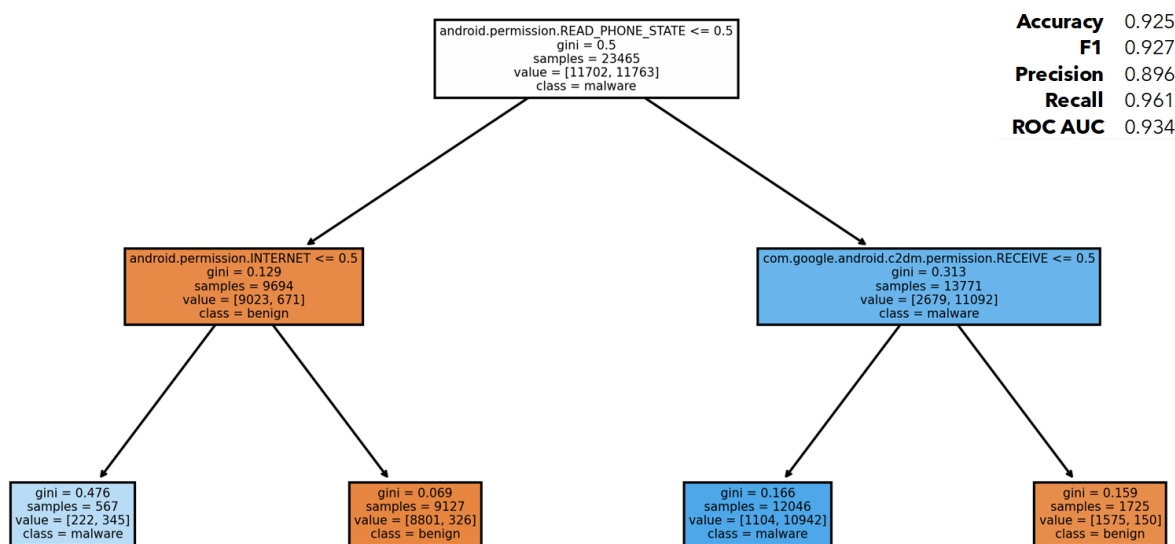 android.permission.READ_PHONE_STATE <= 0.5
gini = 0.5
samples = 23465
value = [11702, 11763]
class = malware
Accuracy 0.925
F1 0.927
Precision 0.896
Recall 0.961
ROC AUC 0.934
android.permission.INTERNET <= 0.5
gini = 0.129
samples = 9694
value = [9023, 671]
class = benign
com.google.android.c2dm.permission.RECEIVE <= 0.5
gini = 0.313
samples = 13771
value = [2679, 11092]
class = malware
gini = 0.476
samples = 567
value = [222, 345]
class = malware
gini = 0.069
samples = 9127
value = [8801, 326]
class = benign
gini = 0.166
samples = 12046
value = [1104, 10942]
class = malware
gini = 0.159
samples = 1725
value = [1575, 150]
class = benign